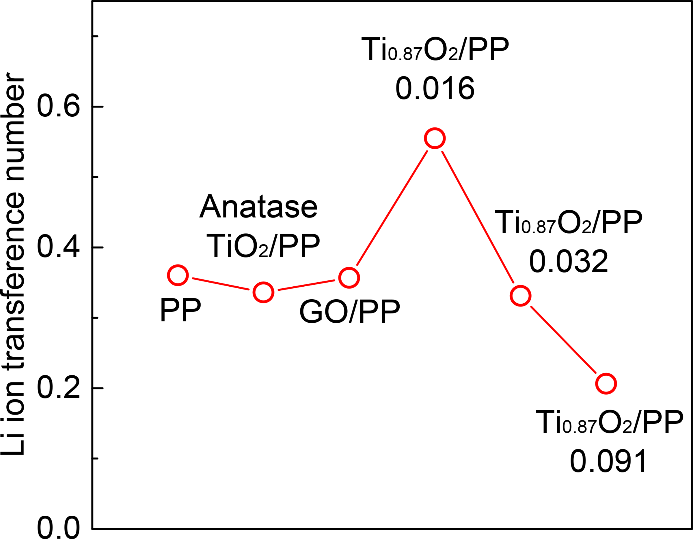 Li ion transference number
0.6
0.4
0.2
0.0
PP
Anatase
TiO2/PP
GO/PP
Ti0.87O2/PP
0.016
Ti0.87O2/PP
0.032
Ti0.87O2/PP
0.091